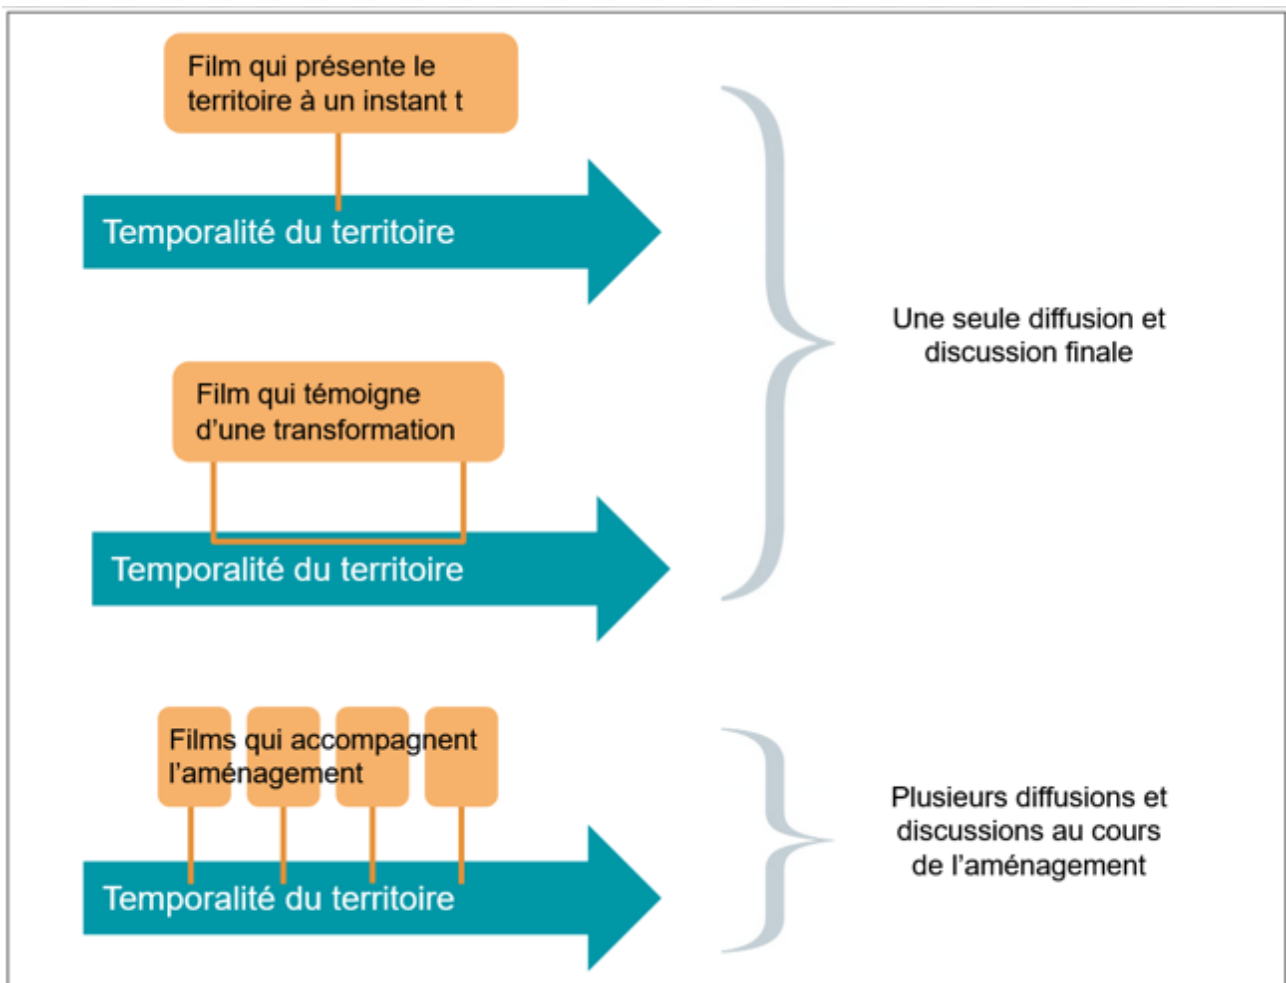 Film qui présente le
territoire à un instant t
Temporalité du territoire
Film qui témoigne
d'une transformation
Temporalité du territoire
Une seule diffusion et
discussion finale
Films qui accompagnent
l'aménagement
Temporalité du territoire
Plusieurs diffusions et
discussions au cours
de l'aménagement